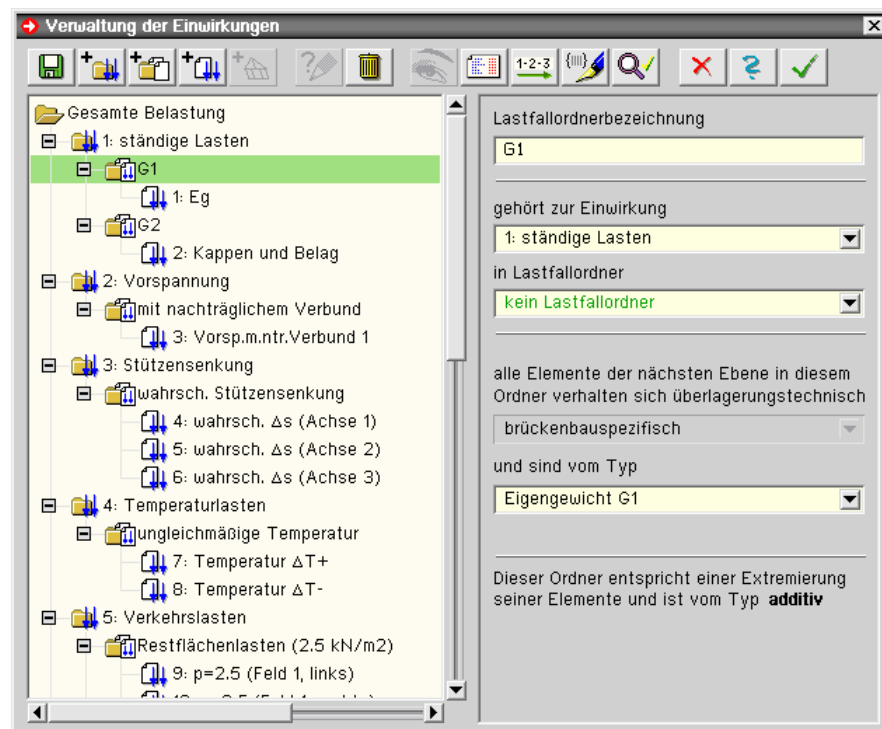 Verwaltung der Einwirkungen
1-2-3
Gesamte Belastung
1: ständige Lasten
G1
1: Eg
G2
2: Kappen und Belag
2: Vorspannung
mit nachträglichem Verbund
3: Vorsp.m.ntr.Verbund 1
3: Stützensenkung
wahrsch. Stützensenkung
4: wahrsch. Δs (Achse 1)
5: wahrsch. Δs (Achse 2)
6: wahrsch. Δs (Achse 3)
4: Temperaturlasten
ungleichmäßige Temperatur
7: Temperatur ΔT+
8: Temperatur ΔT-
5: Verkehrslasten
Restflächenlasten (2.5 kN/m2)
9: p=2.5 (Feld 1, links)
Lastfallordnerbezeichnung
G1
gehört zur Einwirkung
1: ständige Lasten
in Lastfallordner
kein Lastfallordner
alle Elemente der nächsten Ebene in diesem
Ordner verhalten sich überlagerungstechnisch
brückenbauspezifisch
und sind vom Typ
Eigengewicht G1
Dieser Ordner entspricht einer Extremierung
seiner Elemente und ist vom Typ additiv